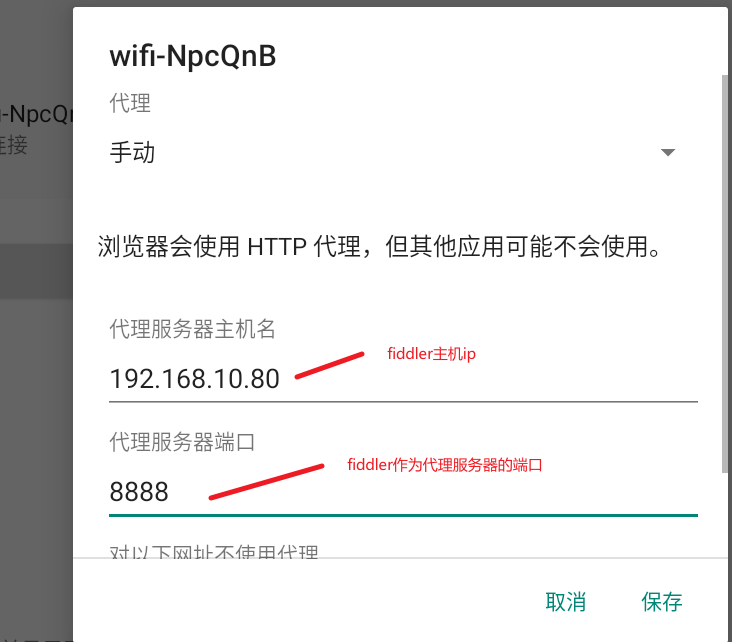 wifi-NpcQnB
代理
-NpcQ
连接
手动
浏览器会使用 HTTP 代理，但其他应用可能不会使用。
代理服务器主机名
fiddler主机ip
192.168.10.80
代理服务器端口
fiddler作为代理服务器的端口
8888
对以下网址不使用代理
取消
保存